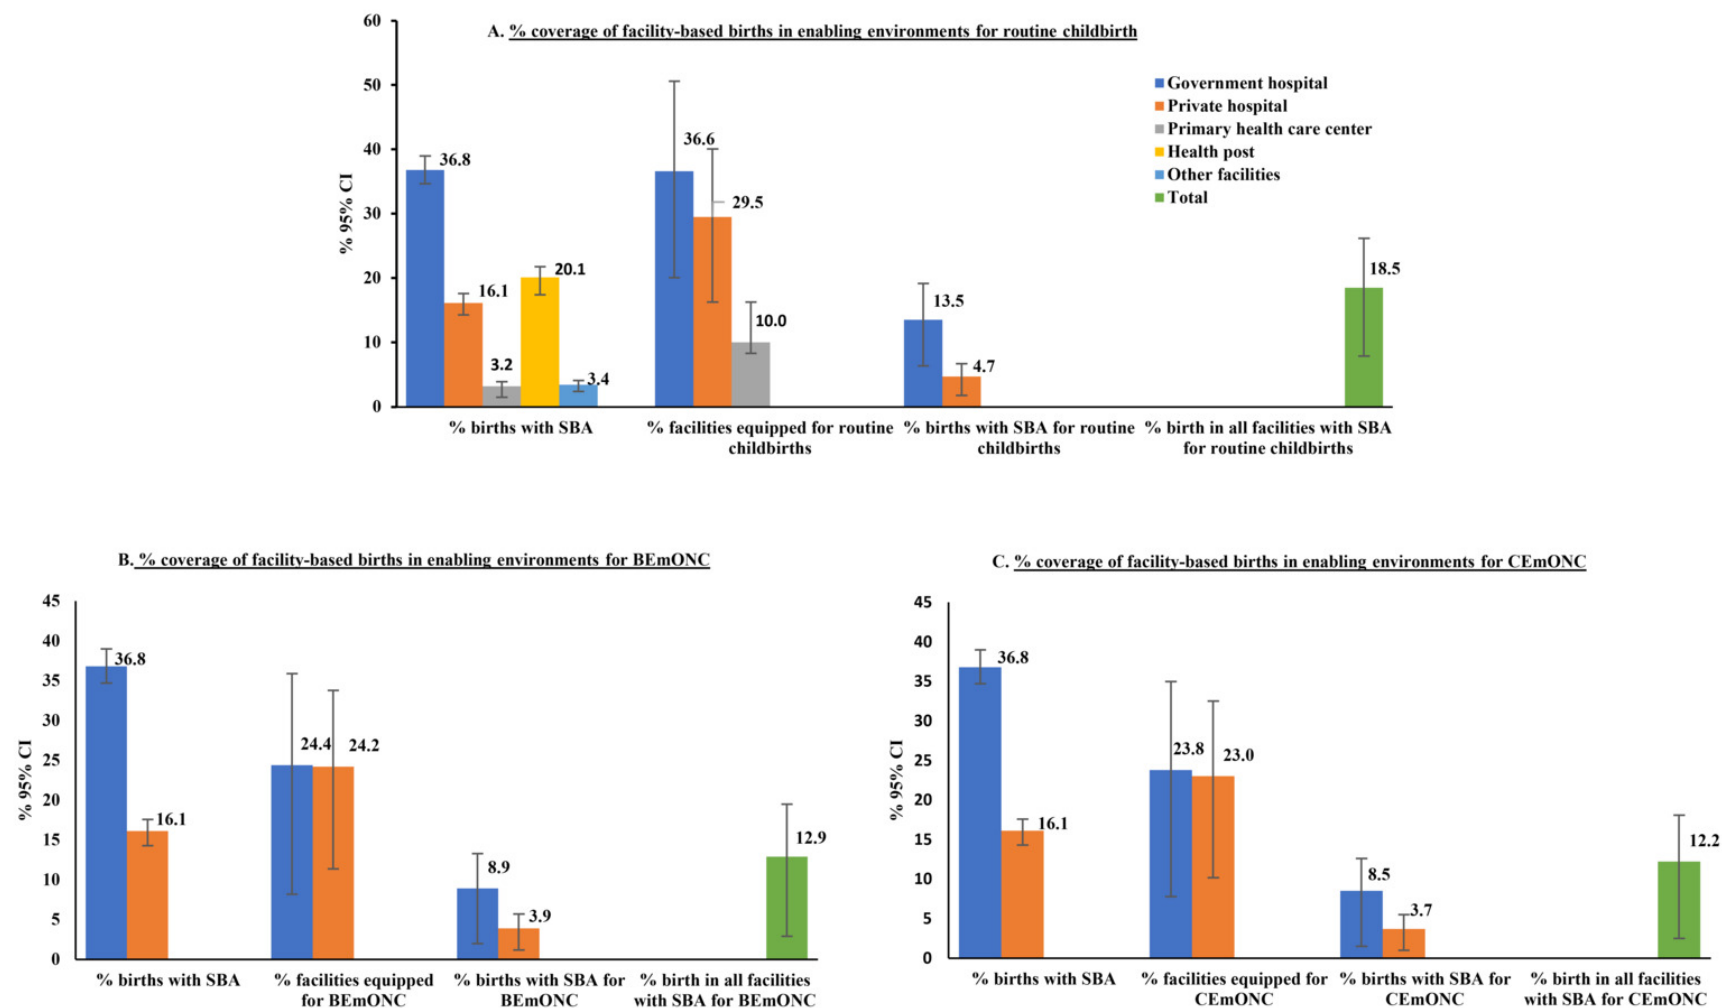 A. % coverage of facility-based births in enabling environments for routine childbirth
60
50
40
30
20
10
0
% 95% CI
Government hospital
Private hospital
Primary health care center
Health post
Other facilities
Total
36.8
16.1
3.2
20.1
3.4
36.6
29.5
10.0
13.5
4.7
18.5
% births with SBA
% facilities equipped for routine
childbirths
% births with SBA for routine
childbirths
% birth in all facilities with SBA
for routine childbirths
B. % coverage of facility-based births in enabling environments for BEmONC
45
40
35
30
25
20
15
10
5
0
% 95% CI
36.8
16.1
24.4
24.2
8.9
3.9
12.9
% births with SBA
% facilities equipped
for BEmONC
% births with SBA for
BEmONC
% birth in all facilities
with SBA for BEmONC
C. % coverage of facility-based births in enabling environments for CEmONC
45
40
35
30
25
20
15
10
5
0
% 95% CI
36.8
16.1
23.8
23.0
8.5
3.7
12.2
% births with SBA
% facilities equipped for
CEmONC
% births with SBA for
CEmONC
% birth in all facilities
with SBA for CEmONC